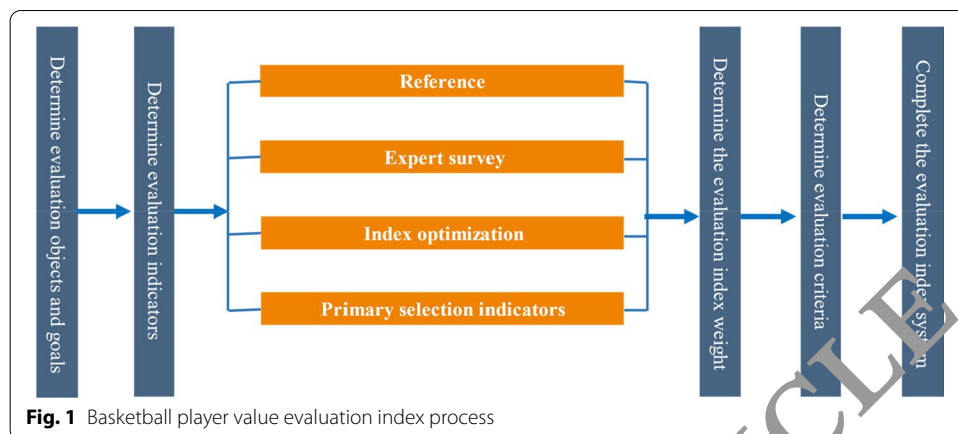 Determine evaluation objects and goals
Determine evaluation indicators
Reference
Expert survey
Index optimization
Primary selection indicators
Determine the evaluation index weight
Determine evaluation criteria
Complete the evaluation index system
Fig. 1 Basketball player value evaluation index process